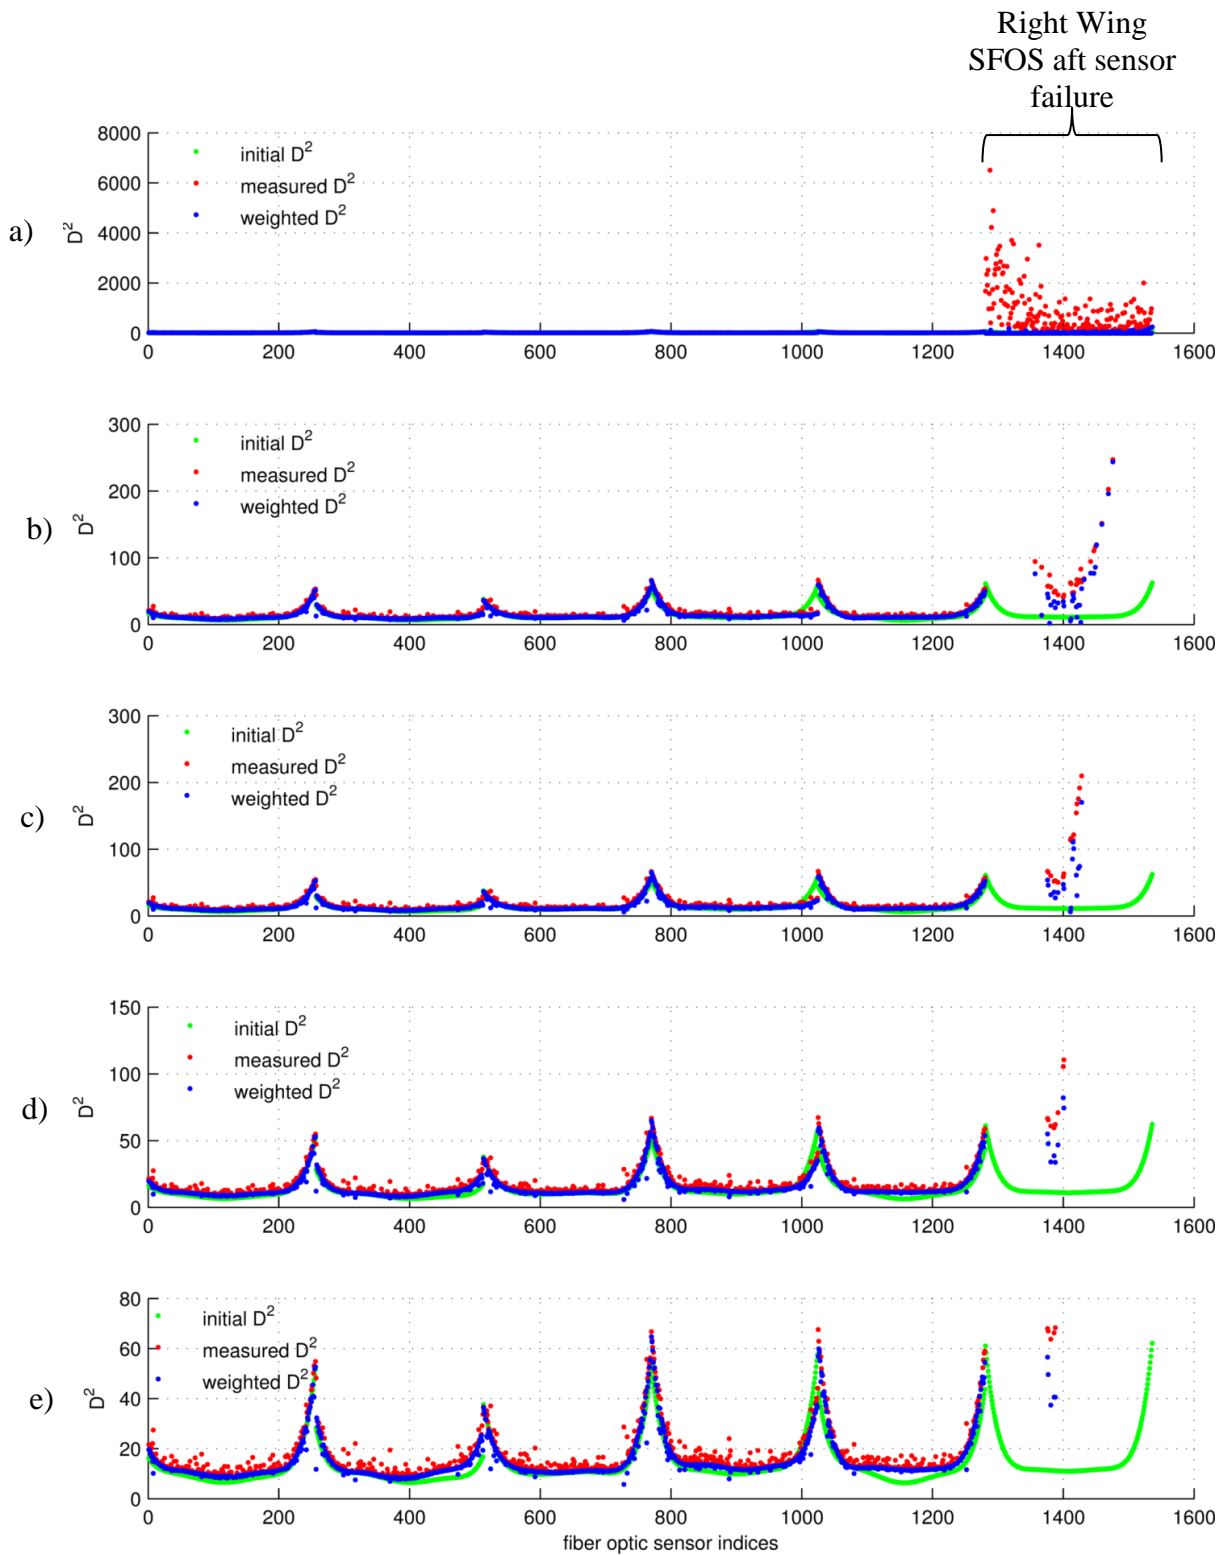 Right Wing
SFOS aft sensor
failure
a)
D²
8000
6000
4000
2000
0
initial D²
measured D²
weighted D²
0 200 400 600 800 1000 1200 1400 1600
b)
D²
300
200
100
0
initial D²
measured D²
weighted D²
0 200 400 600 800 1000 1200 1400 1600
c)
D²
300
200
100
0
initial D²
measured D²
weighted D²
0 200 400 600 800 1000 1200 1400 1600
d)
D²
150
100
50
0
initial D²
measured D²
weighted D²
0 200 400 600 800 1000 1200 1400 1600
e)
D²
80
60
40
20
0
initial D²
measured D²
weighted D²
0 200 400 600 800 1000 1200 1400 1600
fiber optic sensor indices